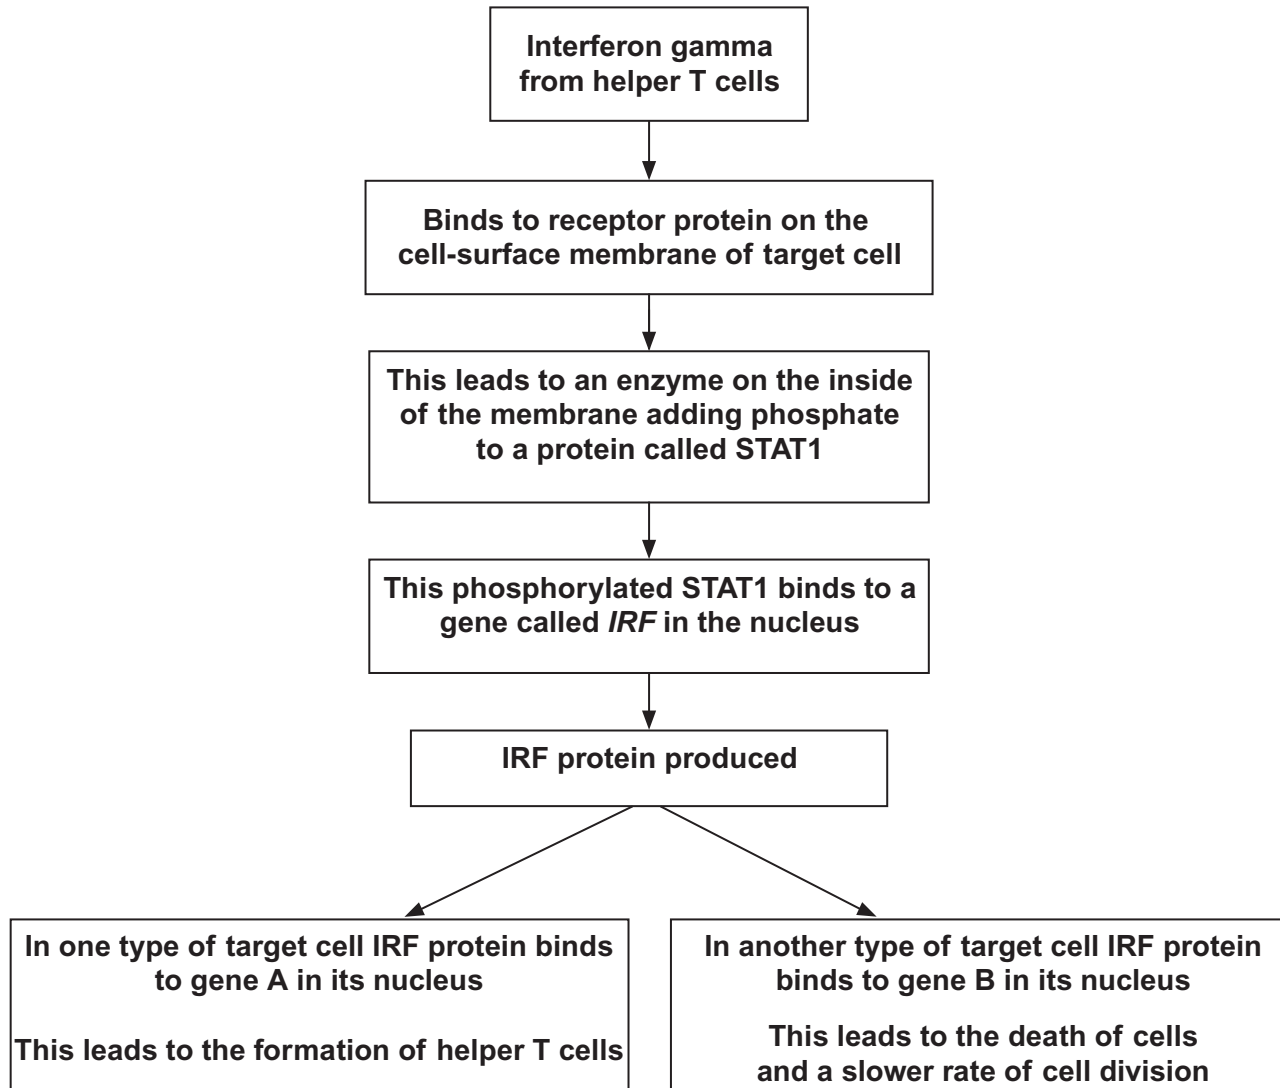 Interferon gamma
from helper T cells
Binds to receptor protein on the
cell-surface membrane of target cell
This leads to an enzyme on the inside
of the membrane adding phosphate
to a protein called STAT1
This phosphorylated STAT1 binds to a
gene called IRF in the nucleus
IRF protein produced
In one type of target cell IRF protein binds
to gene A in its nucleus
This leads to the formation of helper T cells
In another type of target cell IRF protein
binds to gene B in its nucleus
This leads to the death of cells
and a slower rate of cell division